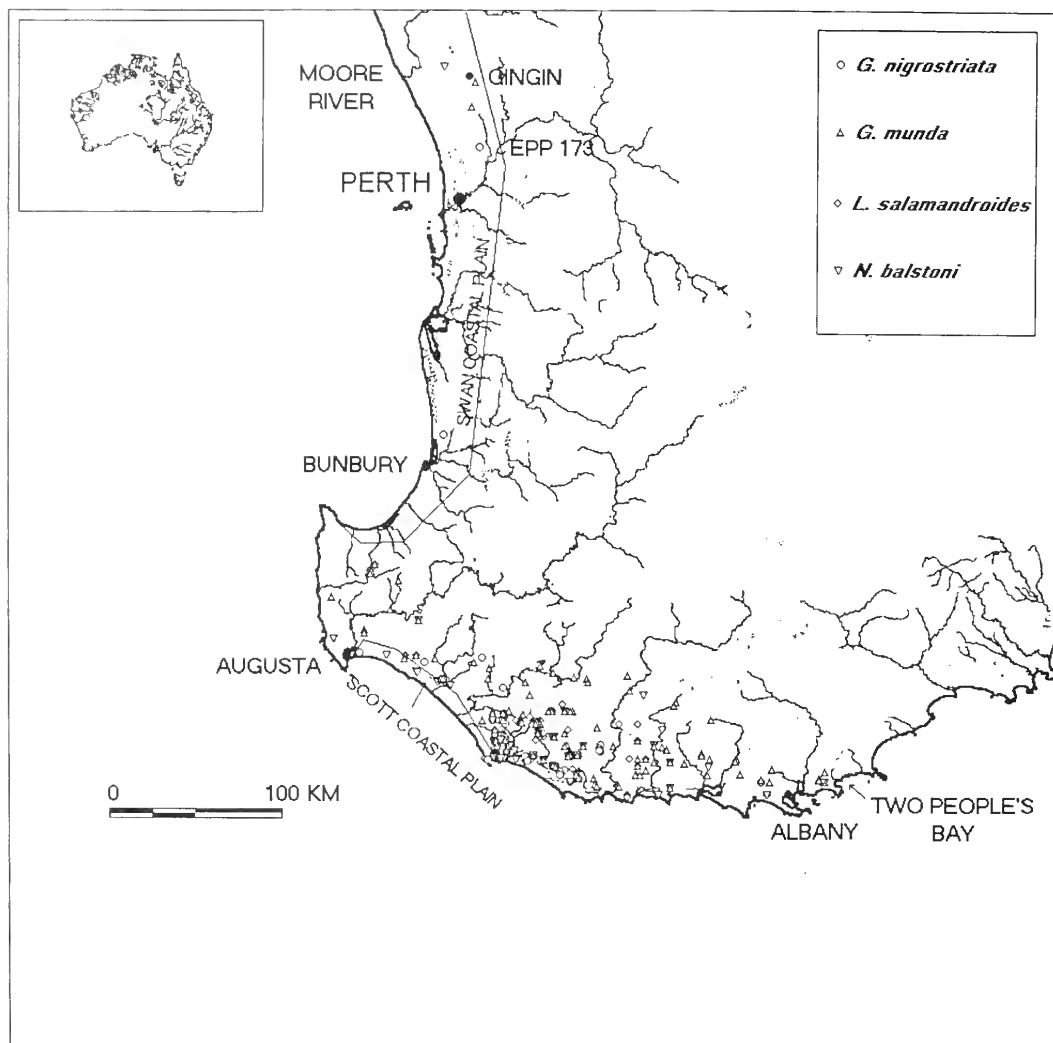 MOORE
RIVER
GINGIN
EPP 173
PERTH
SWAN COASTAL PLAIN
BUNBURY
AUGUSTA
SCOTT COASTAL PLAIN
0 100 KM
ALBANY
TWO PEOPLE'S
BAY
G. nigrostriata
G. munda
L. salamandroides
N. balstoni